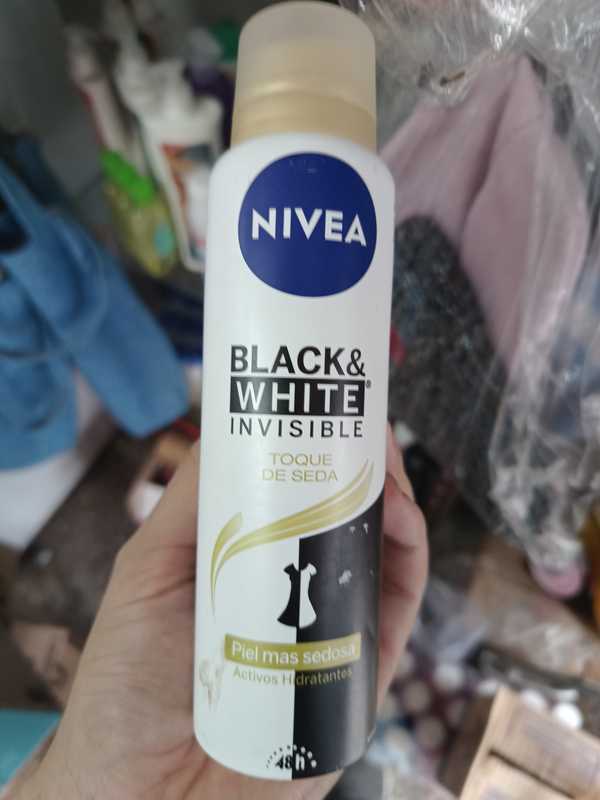 NIVEA
BLACK&
WHITE®
INVISIBLE
TOQUE
DE SEDA
Piel mas sedosa
Activos Hidratantes
48h